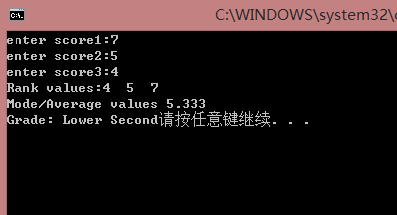 C:\WINDOWS\system32\
enter score1:7
enter score2:5
enter score3:4
Rank values:4  5  7
Mode/Average values 5.333
Grade: Lower Second请按任意键继续. . .